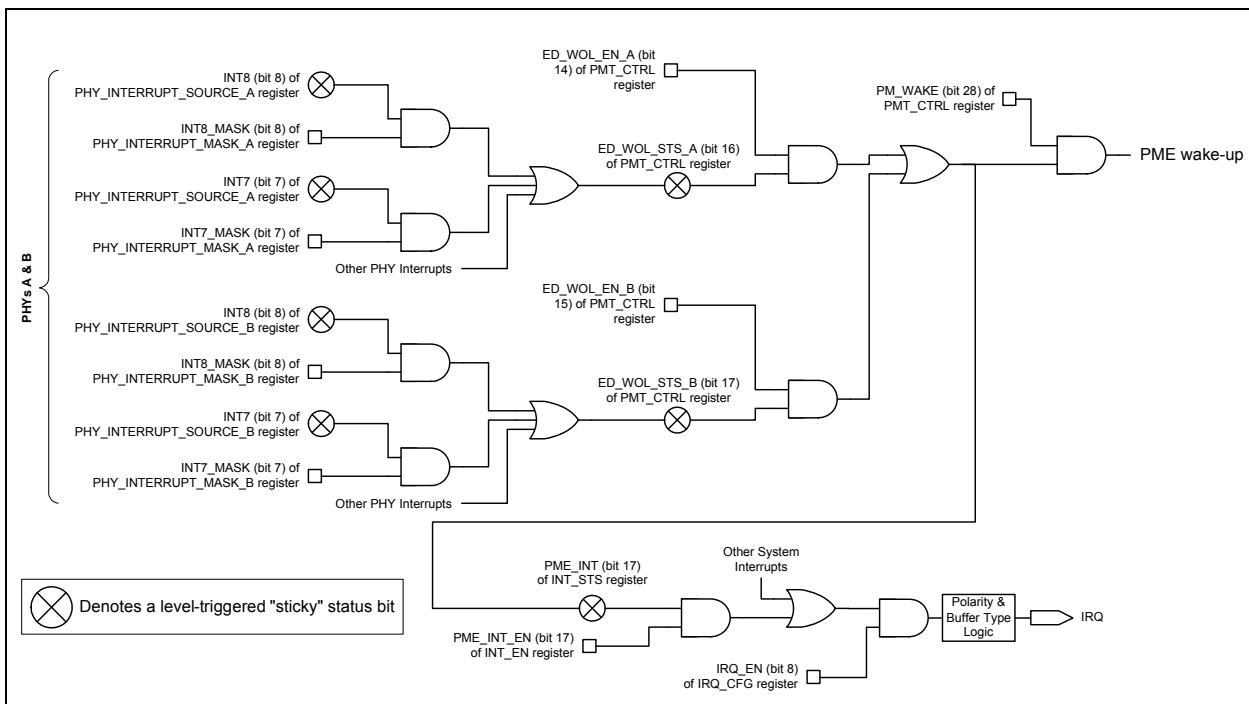 PHYs A & B
INT8 (bit 8) of
PHY_INTERRUPT_SOURCE_A
register
INT8_MASK (bit 8) of
PHY_INTERRUPT_MASK_A
register
INT7 (bit 7) of
PHY_INTERRUPT_SOURCE_A
register
INT7_MASK (bit 7) of
PHY_INTERRUPT_MASK_A
register
Other PHY Interrupts
ED_WOL_EN_A (bit
14) of PMT_CTRL
register
ED_WOL_STS_A (bit 16)
of PMT_CTRL register
PM_WAKE (bit 28) of
PMT_CTRL register
PME wake-up
INT8 (bit 8) of
PHY_INTERRUPT_SOURCE_B
register
INT8_MASK (bit 8) of
PHY_INTERRUPT_MASK_B
register
INT7 (bit 7) of
PHY_INTERRUPT_SOURCE_B
register
INT7_MASK (bit 7) of
PHY_INTERRUPT_MASK_B
register
Other PHY Interrupts
ED_WOL_EN_B (bit
15) of PMT_CTRL
register
ED_WOL_STS_B (bit 17)
of PMT_CTRL register
Denotes a level-triggered "sticky" status bit
PME_INT (bit 17)
of INT_STS register
PME_INT_EN (bit 17)
of INT_EN register
Other System
Interrupts
IRQ_EN (bit 8)
of IRQ_CFG register
Polarity &
Buffer Type
Logic
IRQ